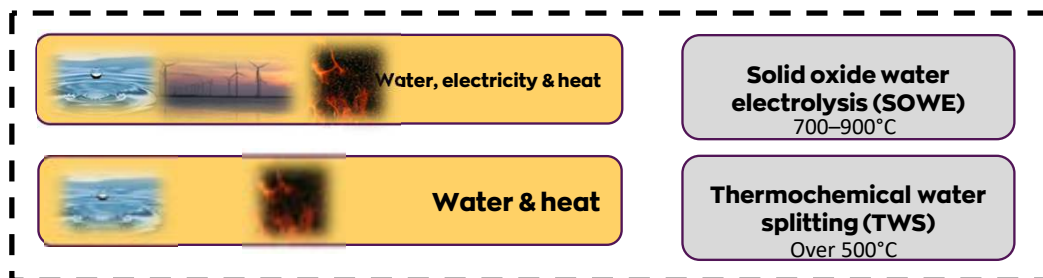 Water, electricity & heat
Solid oxide water
electrolysis (SOWE)
700–900°C
Water & heat
Thermochemical water
splitting (TWS)
Over 500°C